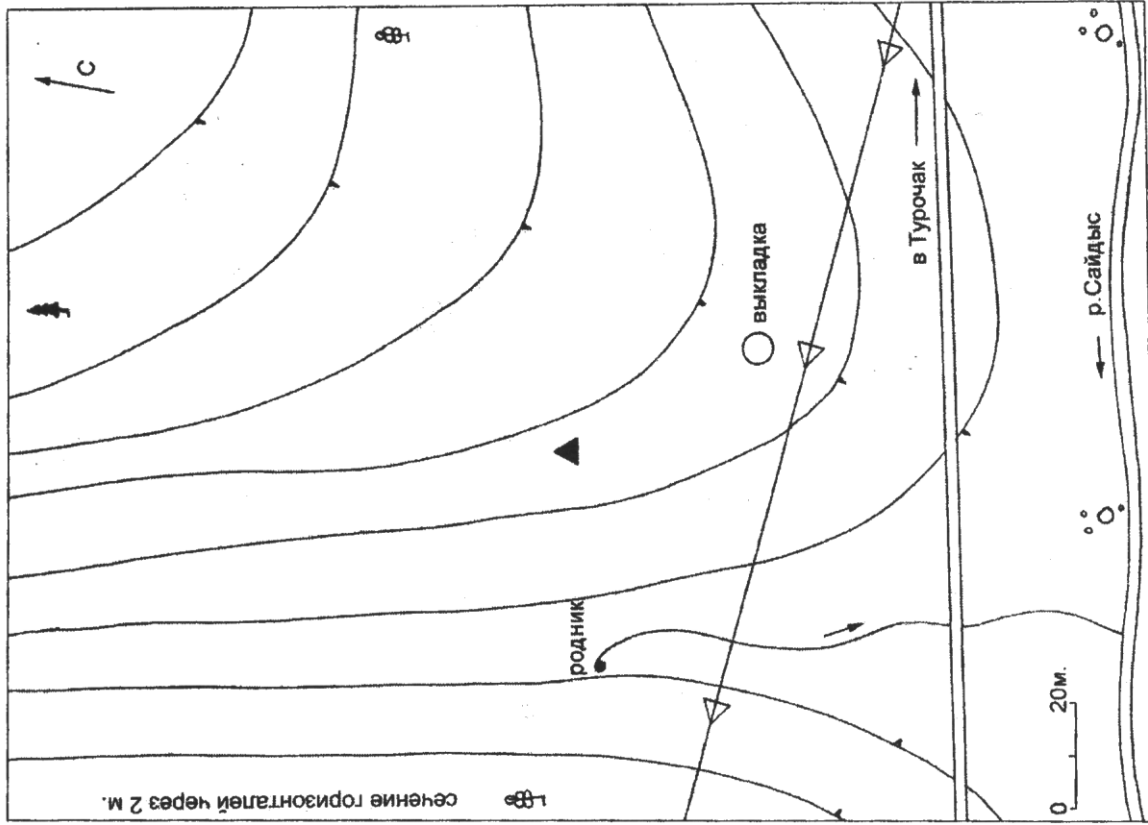 С
сечение горизонталей через 2 м.
родник
выкладка
в Турочак
р.Сайдыс
0 20м.